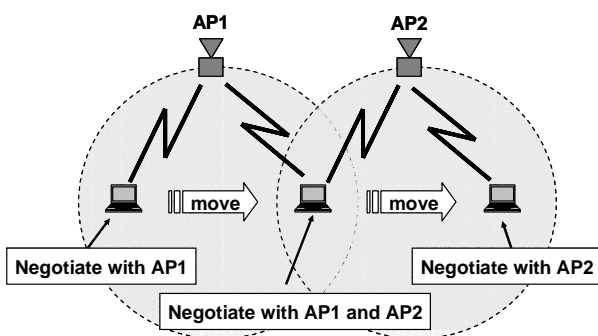 AP1
AP2
move
move
Negotiate with AP1
Negotiate with AP2
Negotiate with AP1 and AP2